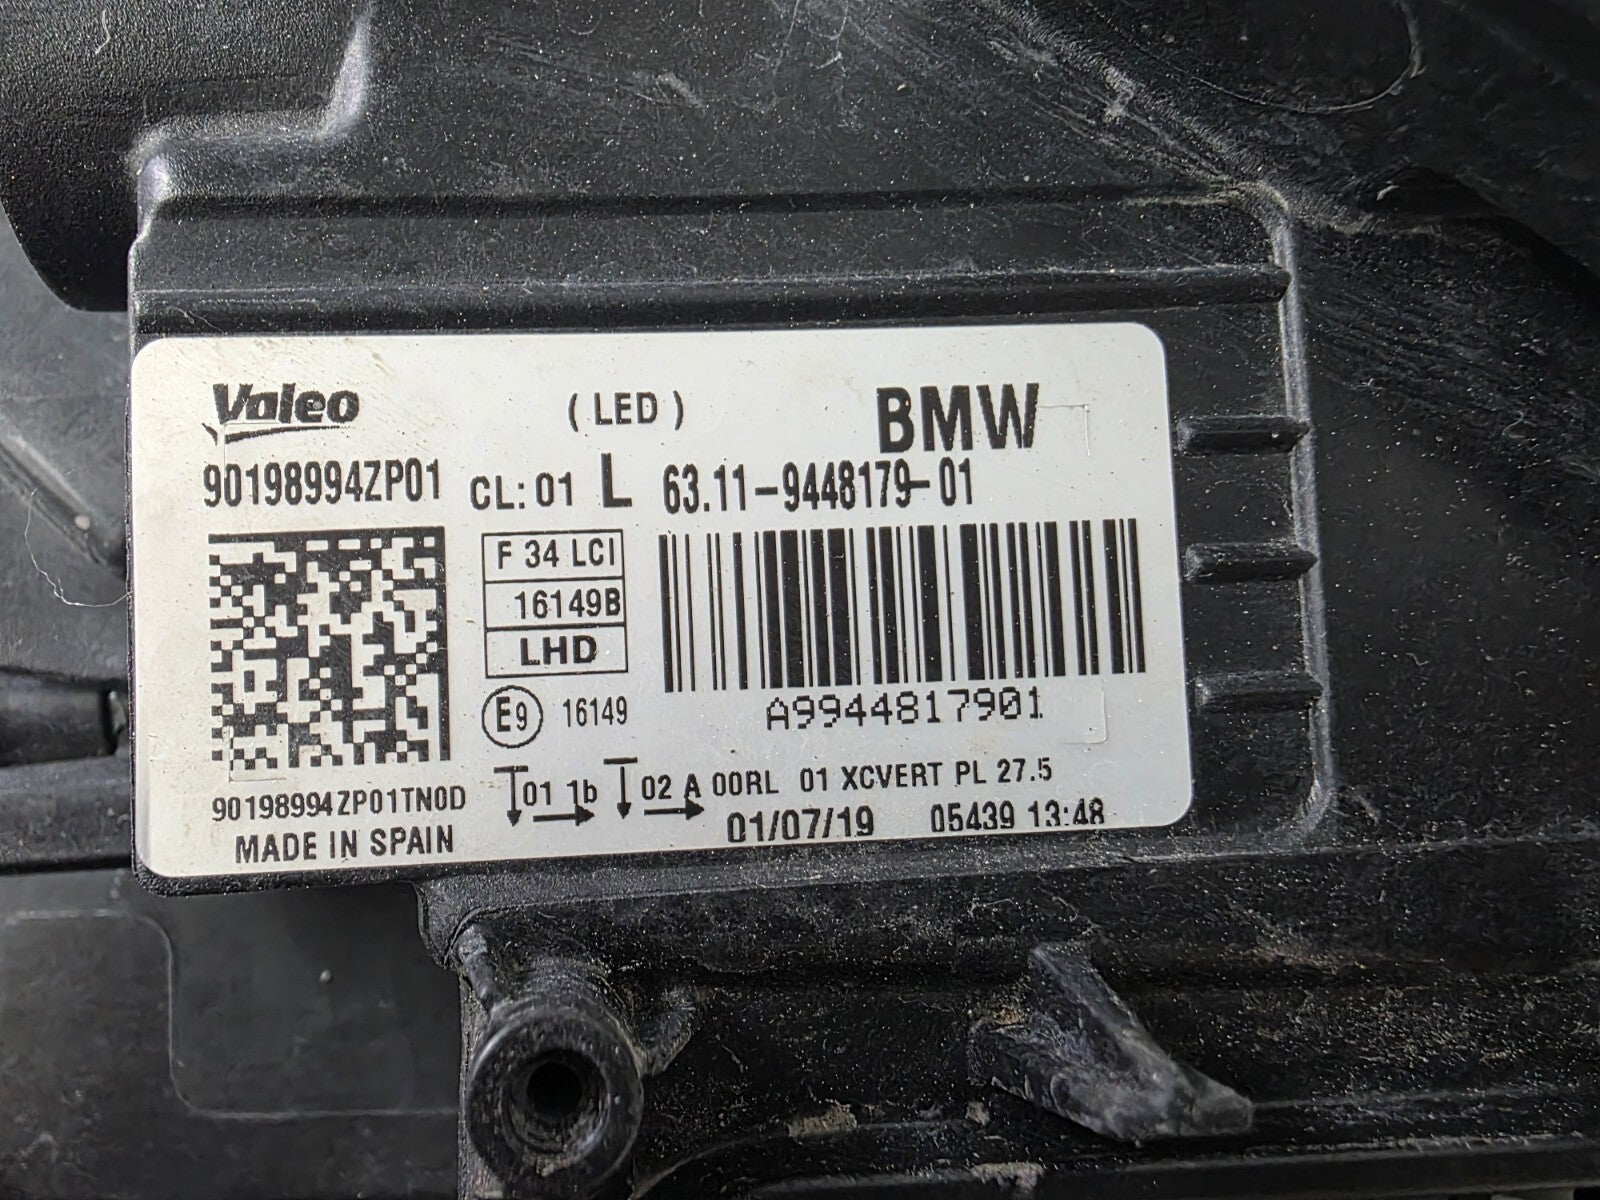 Valeo
( LED )
BMW
90198994ZP01 CL: 01 L 63.11-9448179-01
F 34 LCI
16149B
LHD
E9 16149
A9944817901
01 1b 02 A 00RL 01 XCVERT PL 27.5
90198994ZP01TN0D
01/07/19 05439 13:48
MADE IN SPAIN